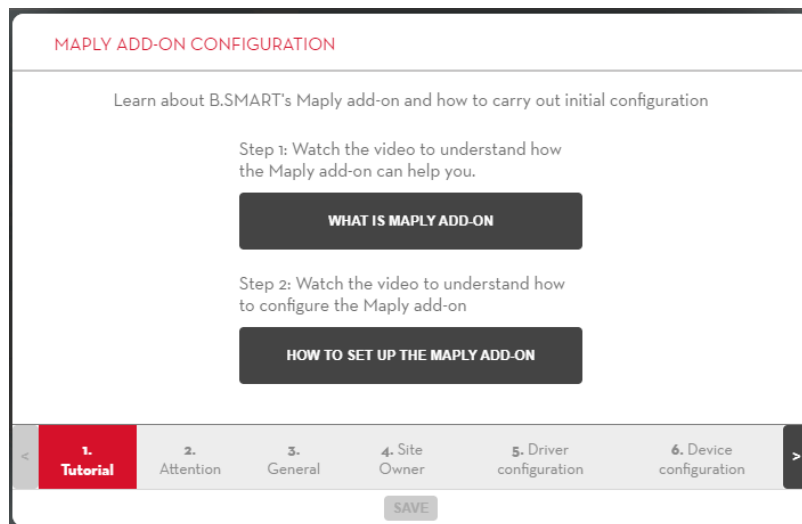 MAPLY ADD-ON CONFIGURATION
Learn about B.SMART's Maply add-on and how to carry out initial configuration
Step 1: Watch the video to understand how
the Maply add-on can help you.
WHAT IS MAPLY ADD-ON
Step 2: Watch the video to understand how
to configure the Maply add-on
HOW TO SET UP THE MAPLY ADD-ON
<
1.
Tutorial
2.
Attention
3.
General
4. Site
Owner
5. Driver
configuration
6. Device
configuration
>
SAVE